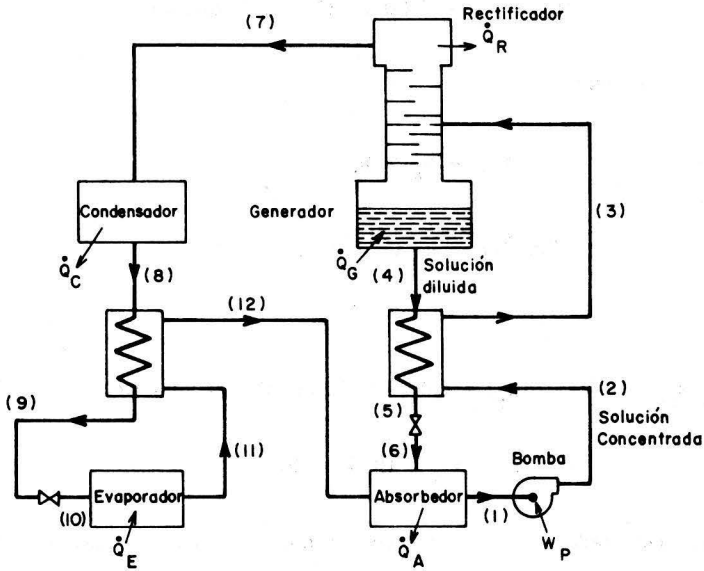 Rectificador
Q̇R
(7)
Condensador
Generador
(3)
Q̇C
(8)
Q̇G
(4)
Solución
diluida
(12)
(2)
(9)
(5)
Solución
Concentrada
(11)
(6)
Bomba
Evaporador
Absorbedor
(10)
(1)
Q̇E
Q̇A
WP